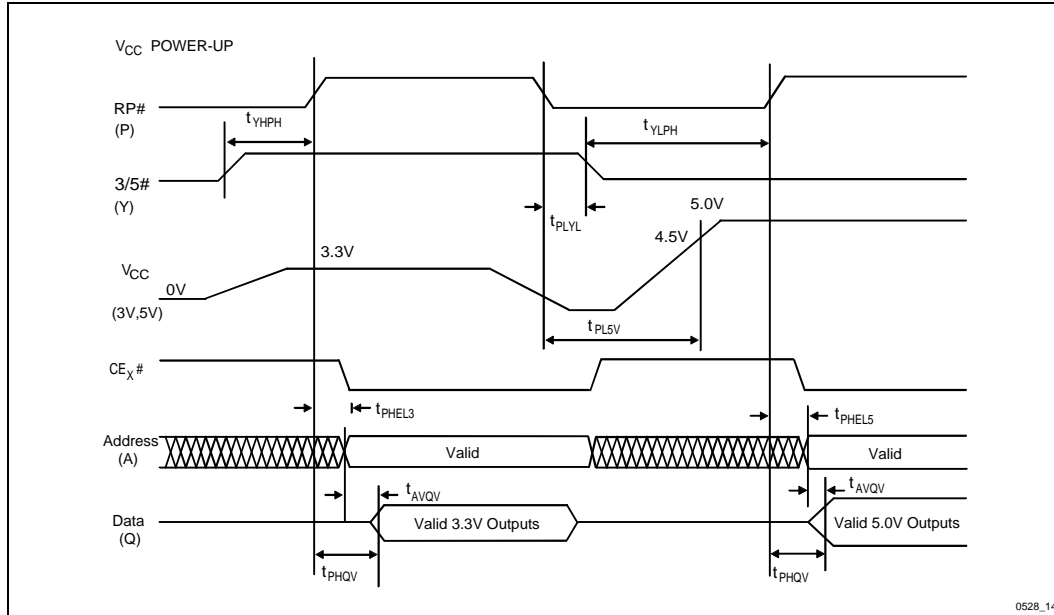 VCC POWER-UP
RP#
(P)
tYHPH
tYLPH
3/5#
(Y)
tPLYL
5.0V
4.5V
3.3V
VCC
0V
(3V,5V)
tPL5V
CEX#
tPHEL3
tPHEL5
Address
(A)
Valid
Valid
tAVQV
tAVQV
Data
(Q)
Valid 3.3V Outputs
Valid 5.0V Outputs
tPHQV
tPHQV
0528_14